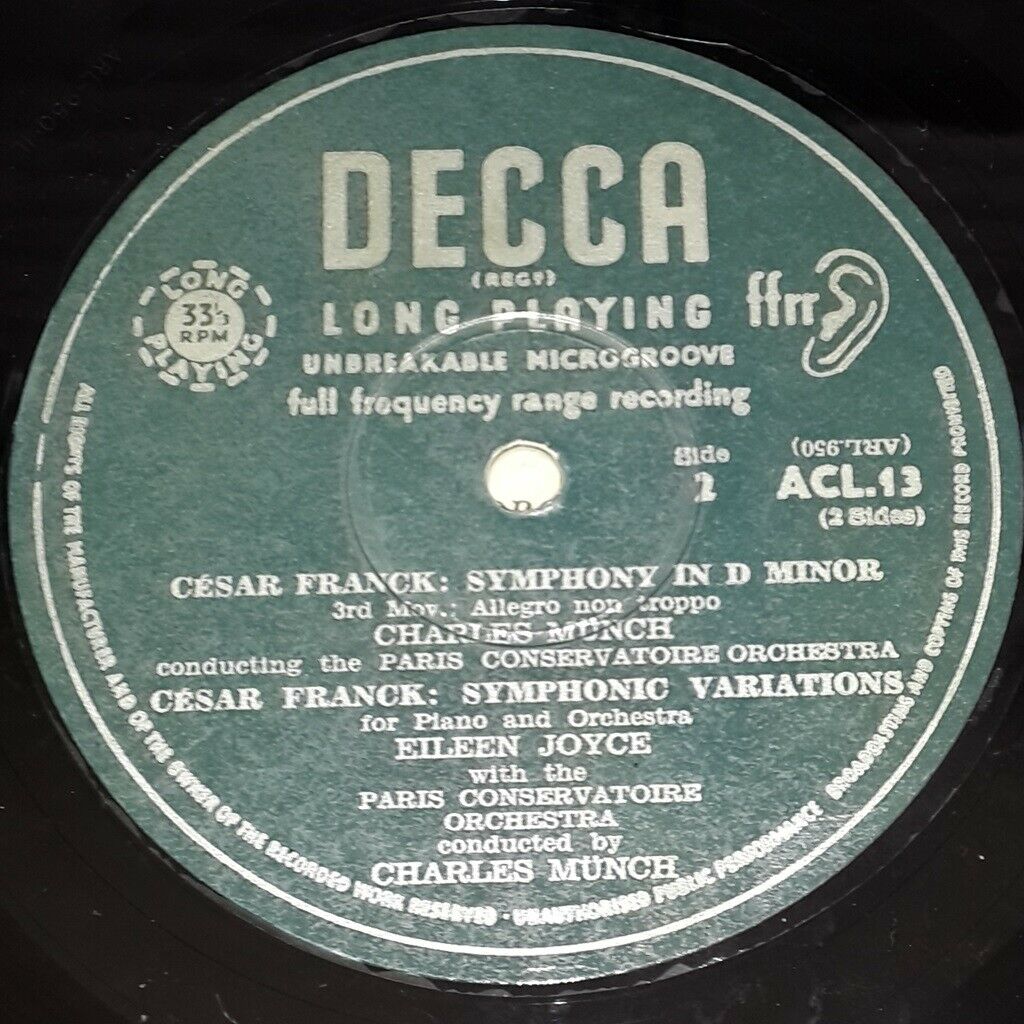 DECCA
(REGD)
LONG PLAYING
33⅓
RPM
LONG PLAYING
ffrr
UNBREAKABLE MICROGROOVE
full frequency range recording
Side
2
(ARL.950)
ACL.13
(2 Sides)
CÉSAR FRANCK: SYMPHONY IN D MINOR
3rd Mov.: Allegro non troppo
CHARLES MÜNCH
conducting the PARIS CONSERVATOIRE ORCHESTRA
CÉSAR FRANCK: SYMPHONIC VARIATIONS
for Piano and Orchestra
EILEEN JOYCE
with the
PARIS CONSERVATOIRE
ORCHESTRA
conducted by
CHARLES MÜNCH
ALL RIGHTS OF THE MANUFACTURER AND OF THE OWNER OF THE RECORDED WORK RESERVED · UNAUTHORISED PUBLIC PERFORMANCE BROADCASTING AND COPYING OF THIS RECORD PROHIBITED